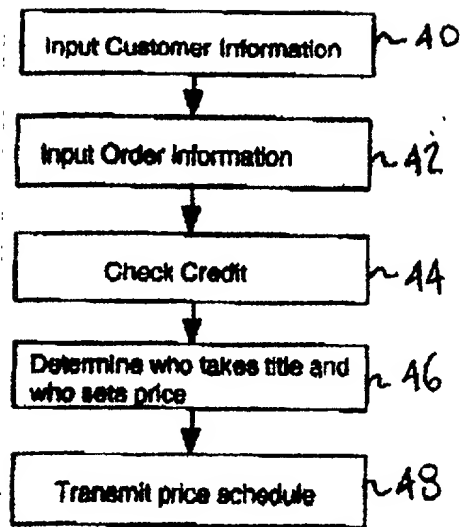 Input Customer Information
40
Input Order Information
42
Check Credit
44
Determine who takes title and
who sets price
46
Transmit price schedule
48